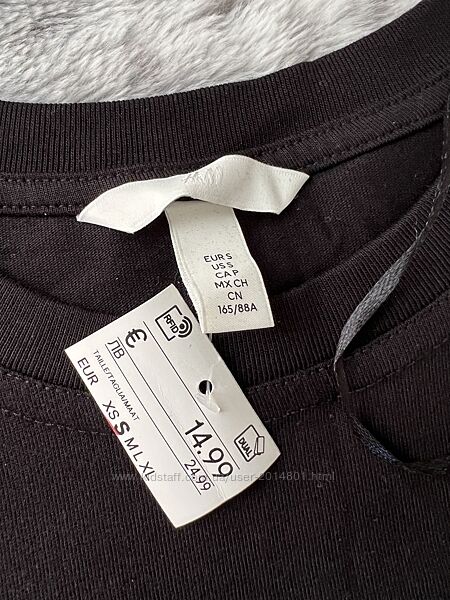 EUR S
US S
CA P
MX CH
CN
165/88A
RFID
€ 14.99
ЛВ 24.99
TAILLE/TAGLIA/MAAT
EUR XS S M L XL
DUAL